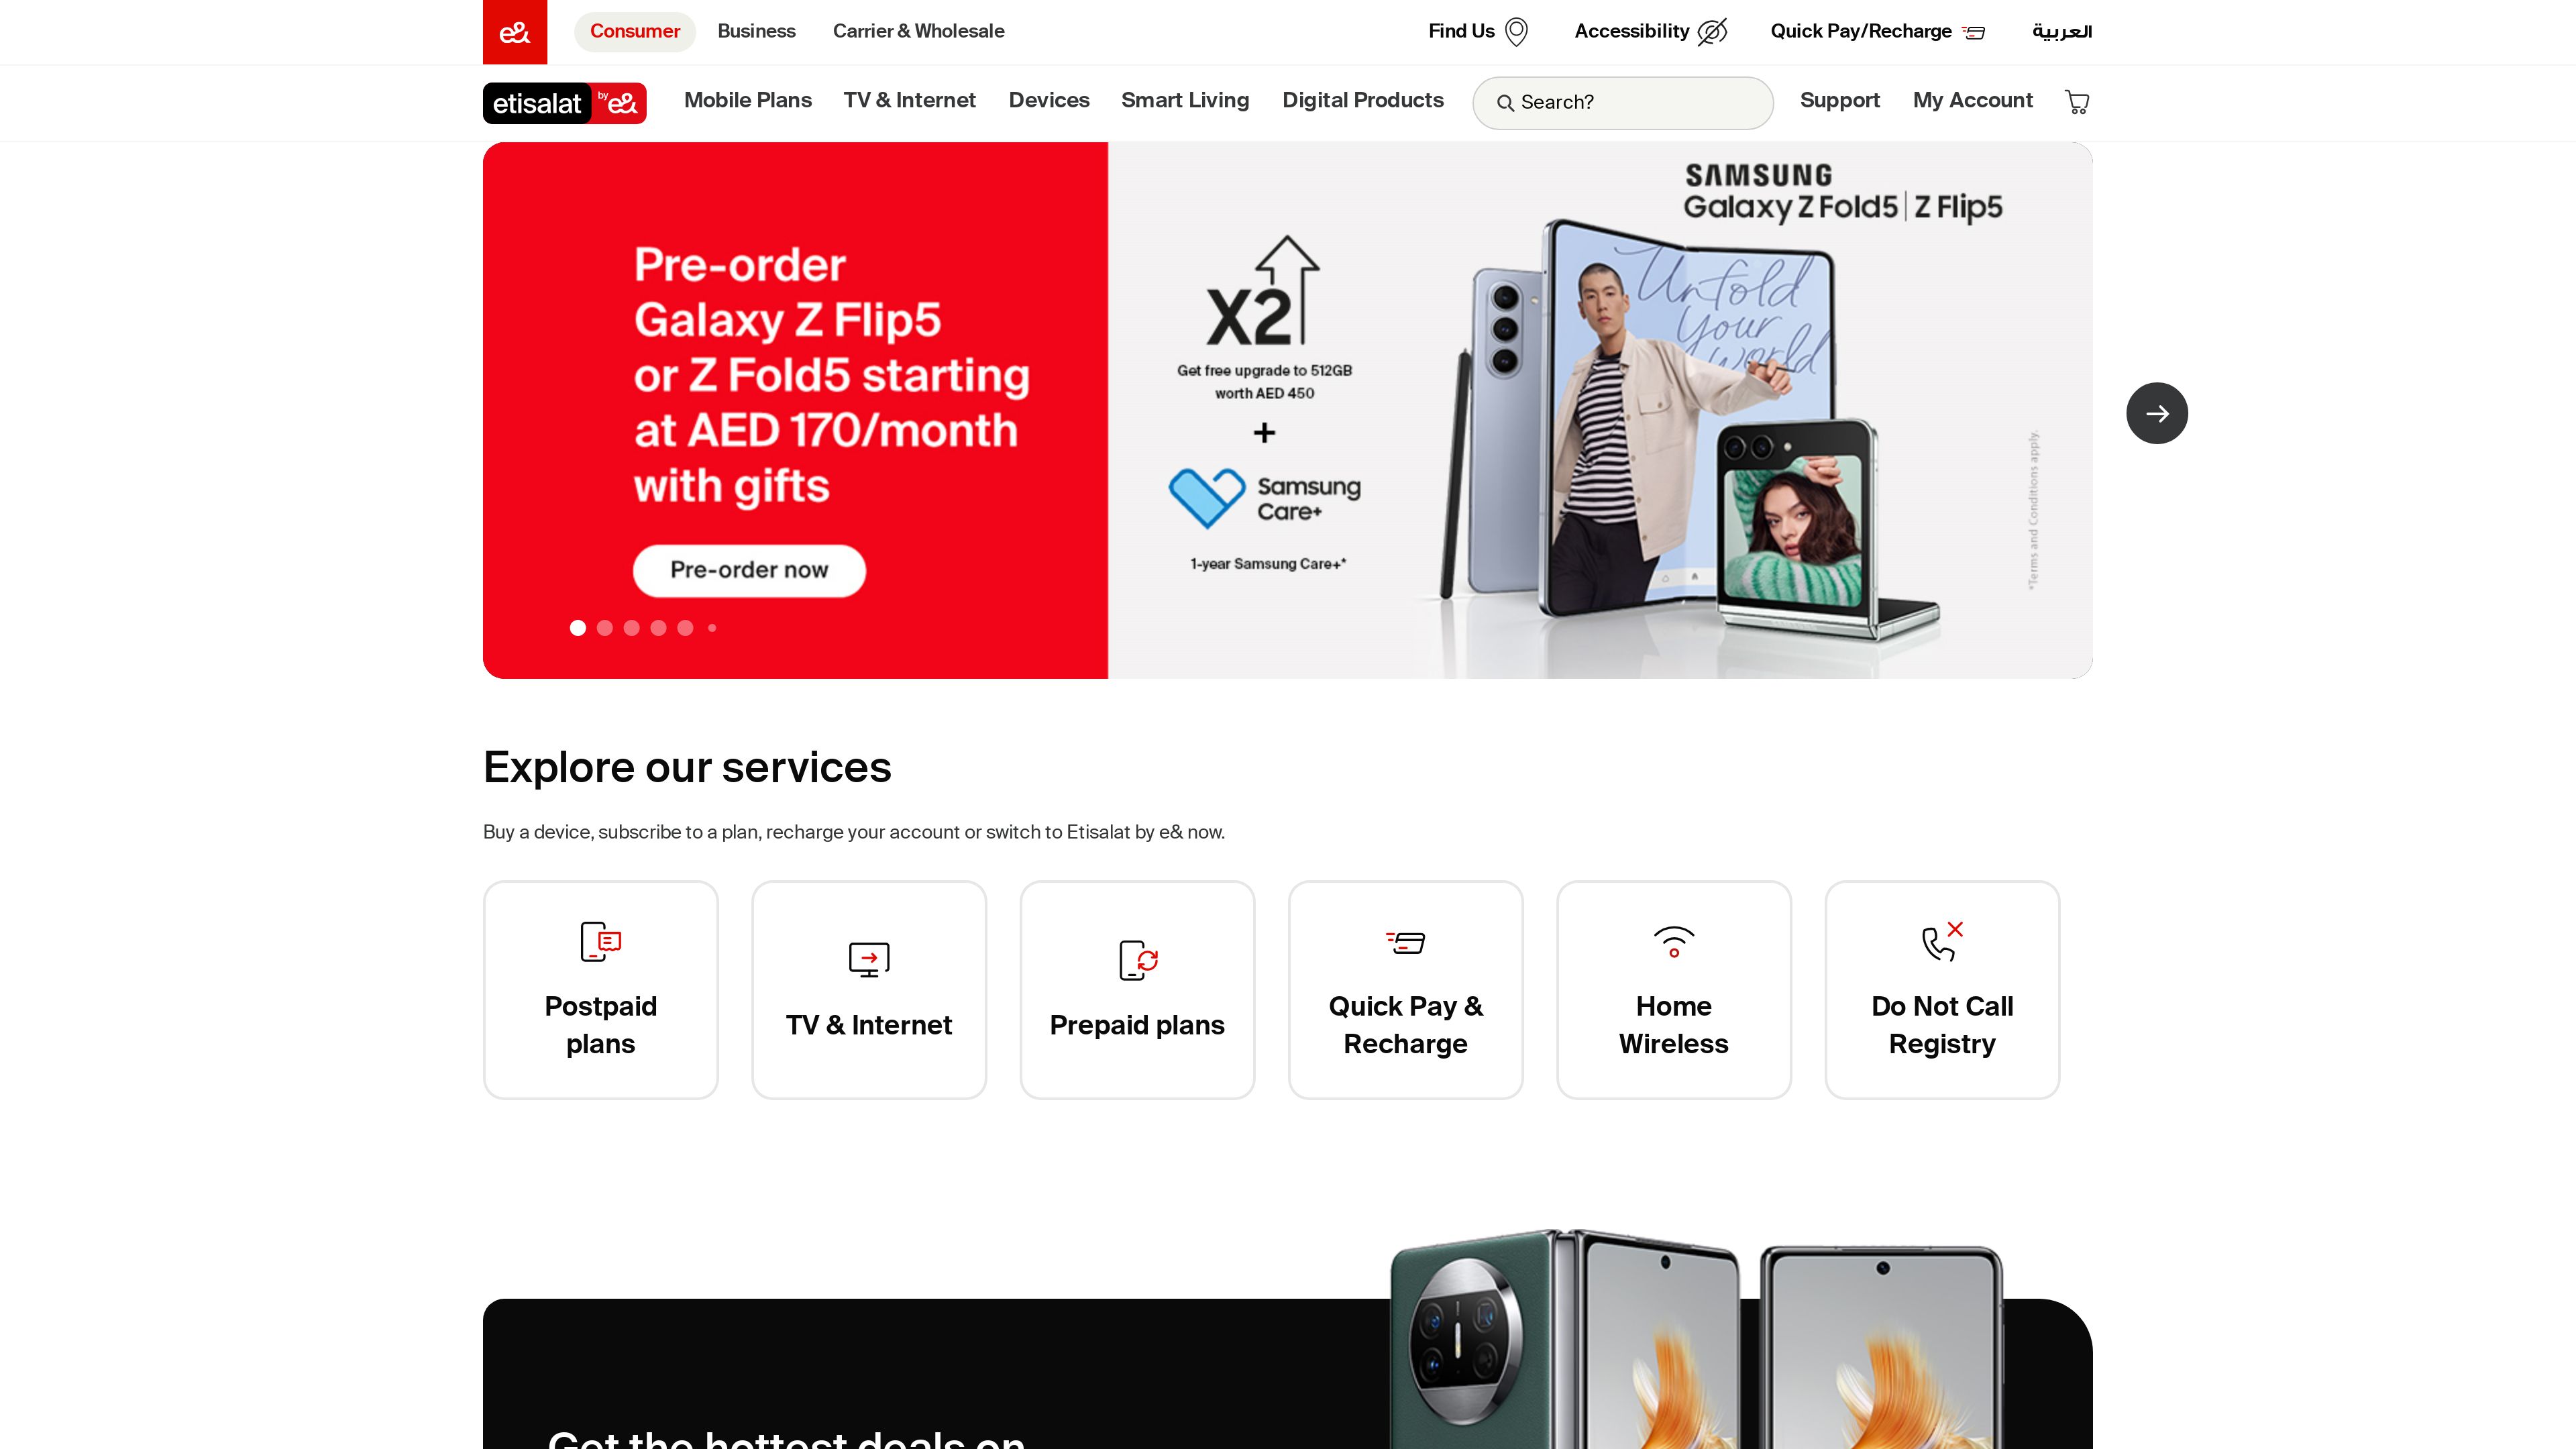 e&
Consumer
Business
Carrier & Wholesale
Find Us
Accessibility
Quick Pay/Recharge
العربية
etisalat by e&
Mobile Plans
TV & Internet
Devices
Smart Living
Digital Products
Search?
Support
My Account
Pre-order
Galaxy Z Flip5
or Z Fold5 starting
at AED 170/month
with gifts
Pre-order now
X2
Get free upgrade to 512GB
worth AED 450
+
Samsung
Care+
1-year Samsung Care+*
SAMSUNG
Galaxy Z Fold5 | Z Flip5
Unfold
Your
world
*Terms and Conditions apply.
Explore our services
Buy a device, subscribe to a plan, recharge your account or switch to Etisalat by e& now.
Postpaid
plans
TV & Internet
Prepaid plans
Quick Pay &
Recharge
Home
Wireless
Do Not Call
Registry
Get the hottest deals on